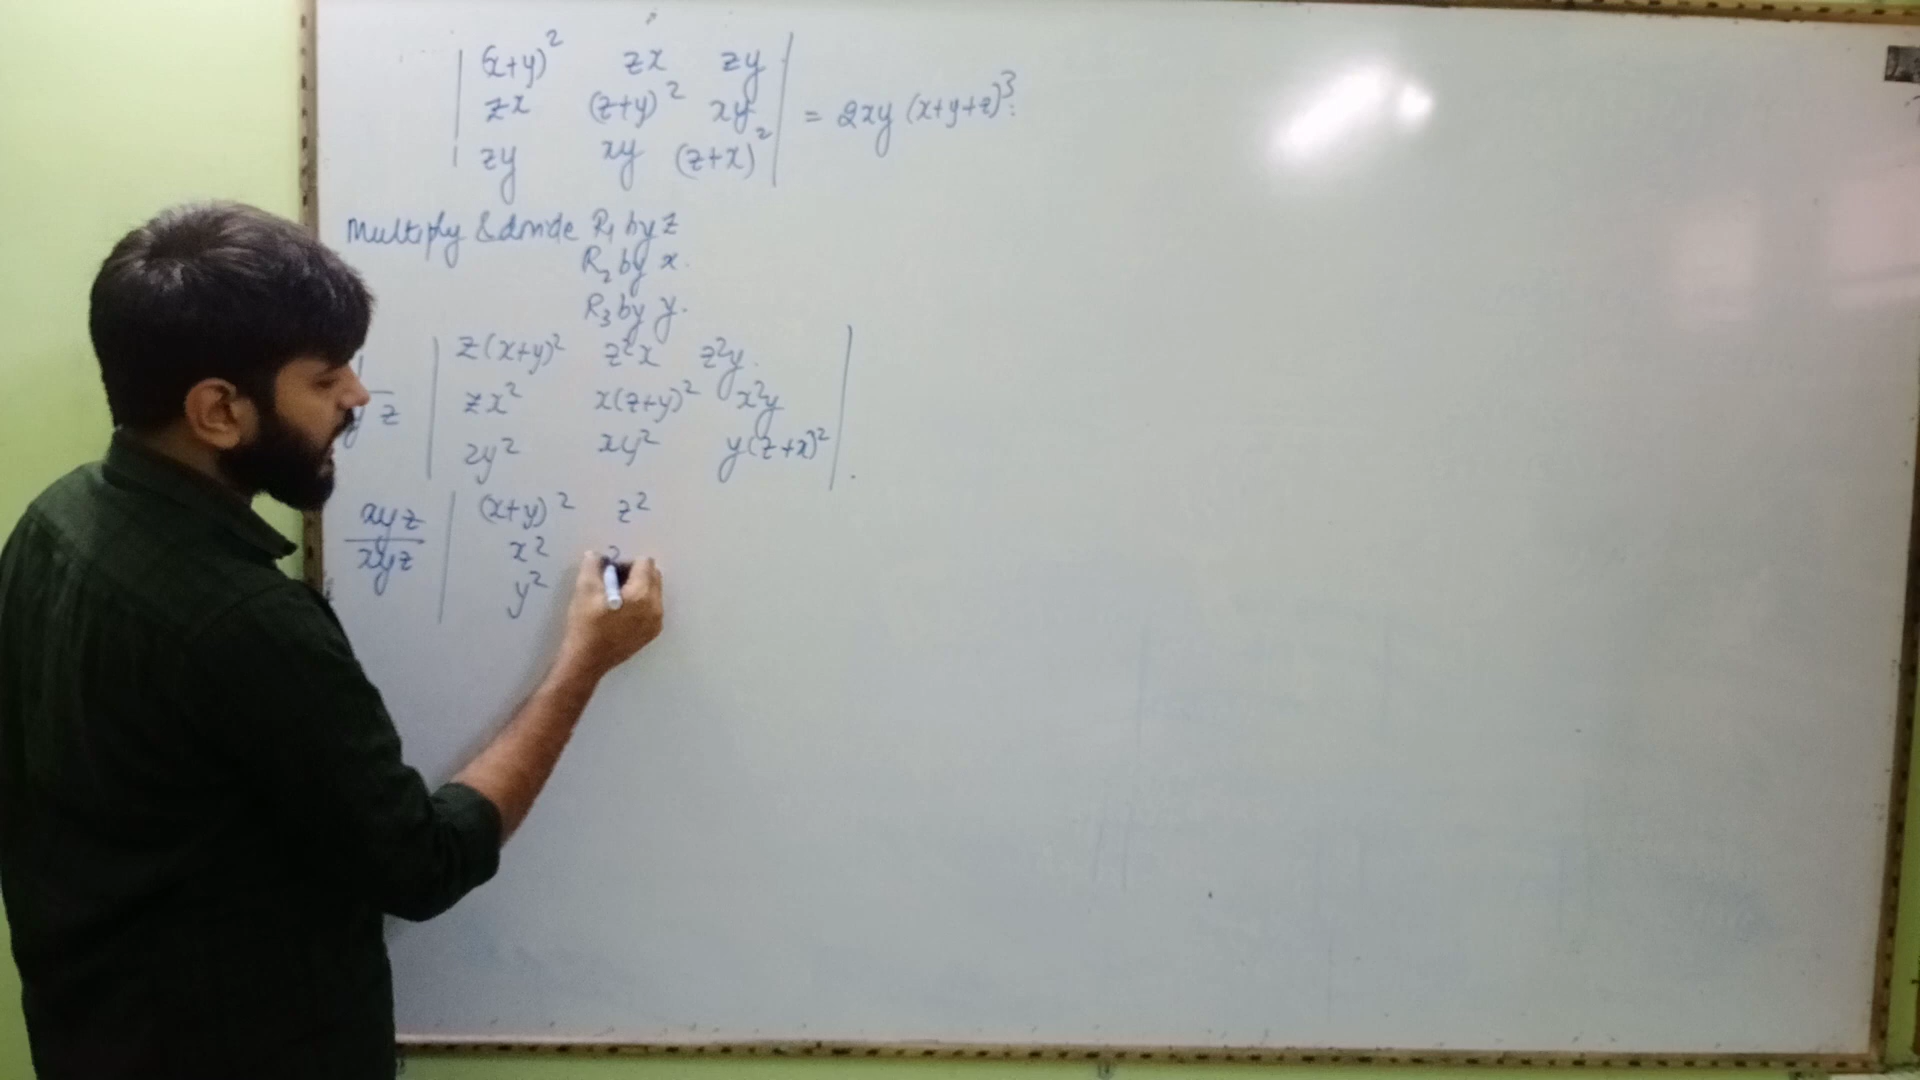 (x+y)² zx zy
zx (z+y)² xy = 2xy (x+y+z)³
zy xy (z+x)²
Multiply & divide R₁ by z
R₂ by x.
R₃ by y.
z(x+y)² z²x z²y
y z zx² x(z+y)² x²y
zy² xy² y(z+x)²
(x+y)² z²
xyz x²
xyz y²